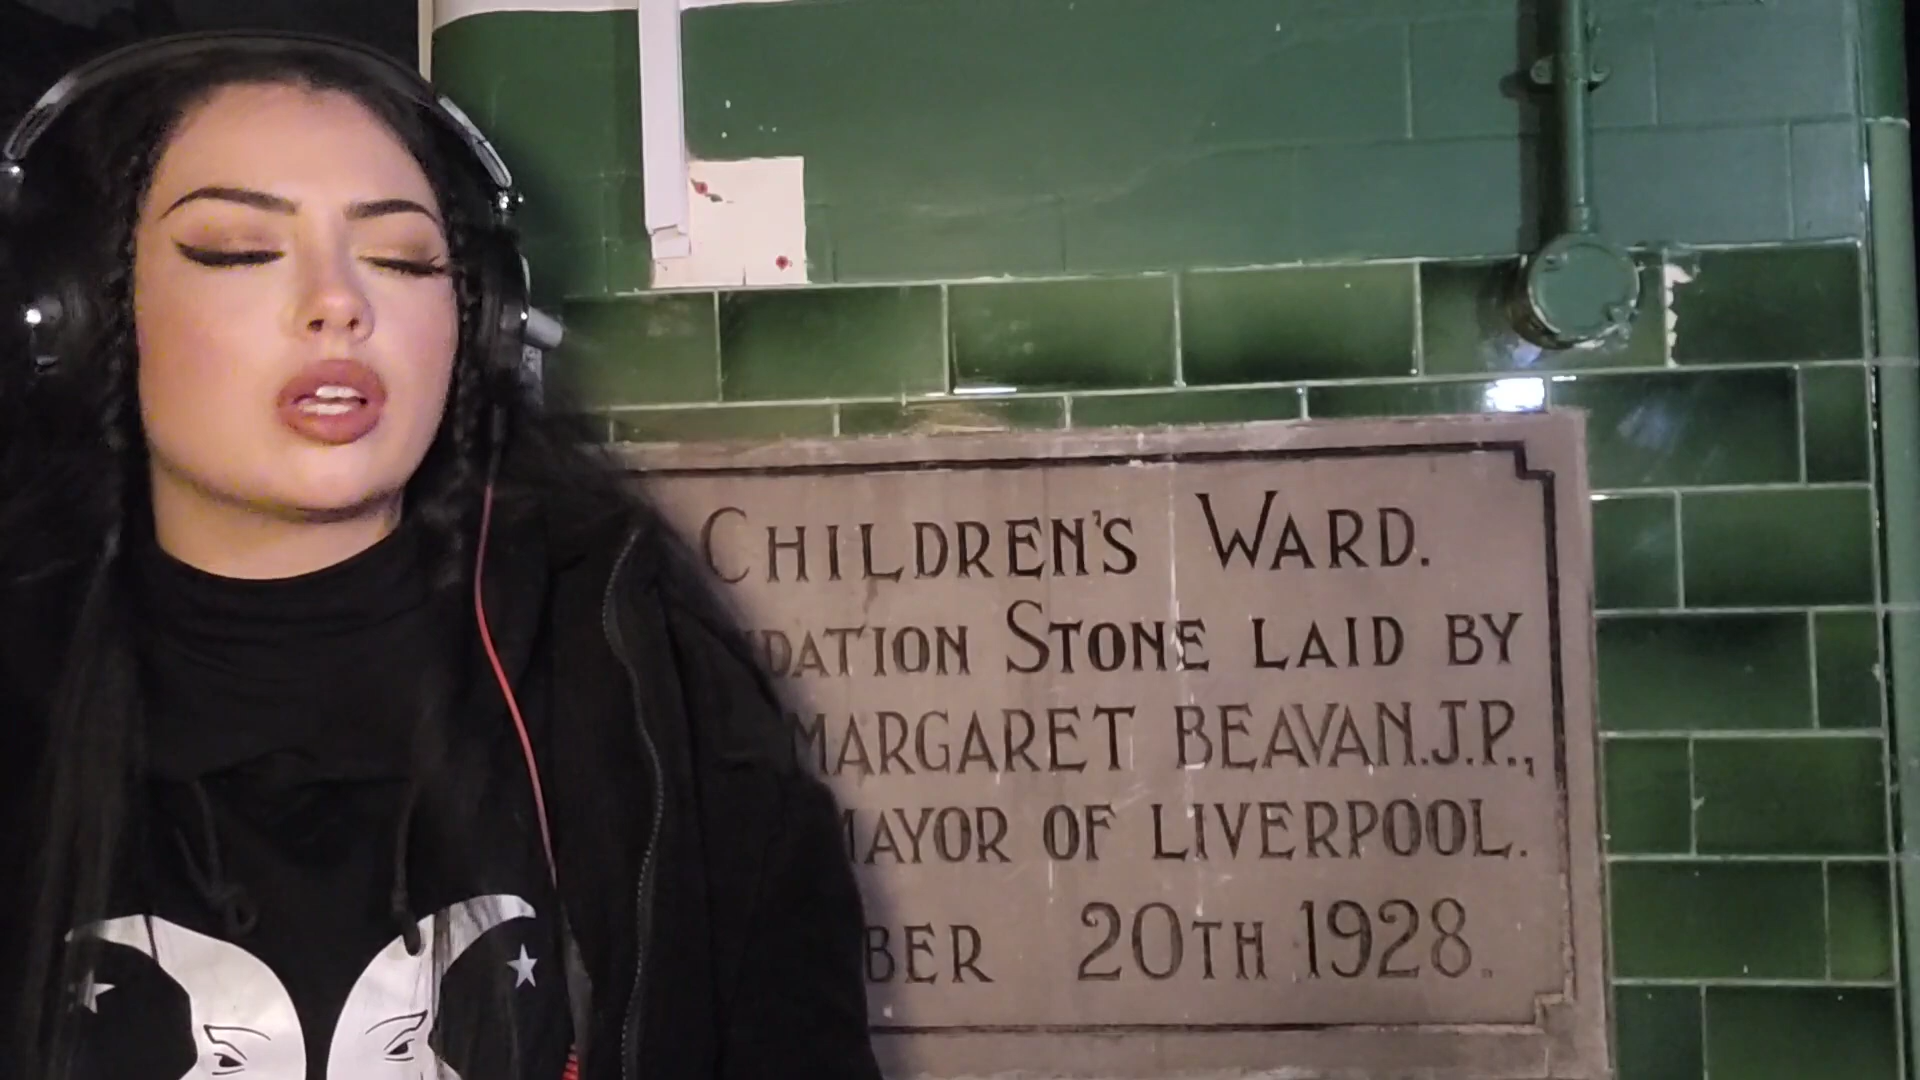 CHILDREN'S WARD.
DATION STONE LAID BY
MARGARET BEAVAN.J.P.,
MAYOR OF LIVERPOOL.
BER 20TH 1928.